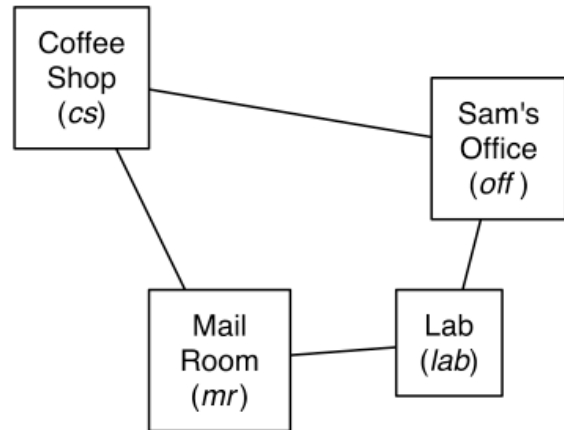 Coffee
Shop
(cs)
Sam's
Office
(off )
Mail
Room
(mr)
Lab
(lab)